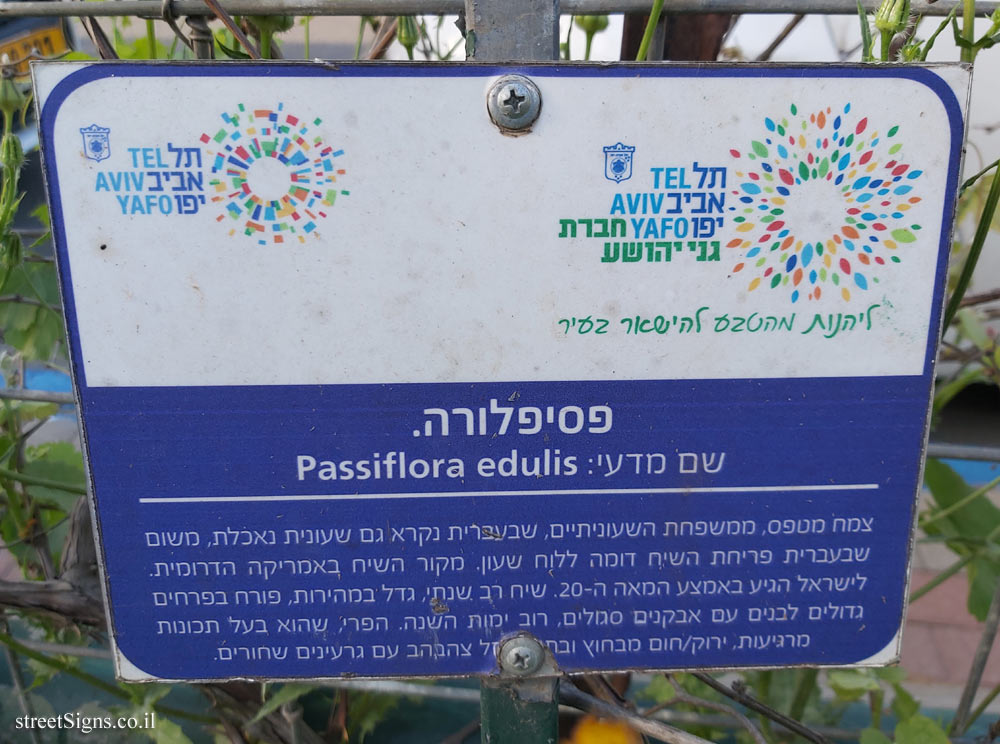 תל TEL
אביב AVIV
יפו YAFO
תל TEL
אביב AVIV
יפו YAFO חברת
גני יהושע
ליהנות מהטבע להישאר בעיר
פסיפלורה.
שם מדעי: Passiflora edulis
צמח מטפס, ממשפחת השעוניתיים, שבעברית נקרא גם שעונית נאכלת, משום
שבעברית פריחת השיח דומה ללוח שעון. מקור השיח באמריקה הדרומית.
לישראל הגיע באמצע המאה ה-20. שיח רב שנתי, גדל במהירות, פורח בפרחים
גדולים לבנים עם אבקנים סגולים, רוב ימות השנה. הפרי, שהוא בעל תכונות
מרגיעות, ירוק/חום מבחוץ צהבהב עם גרעינים שחורים.
streetSigns.co.il